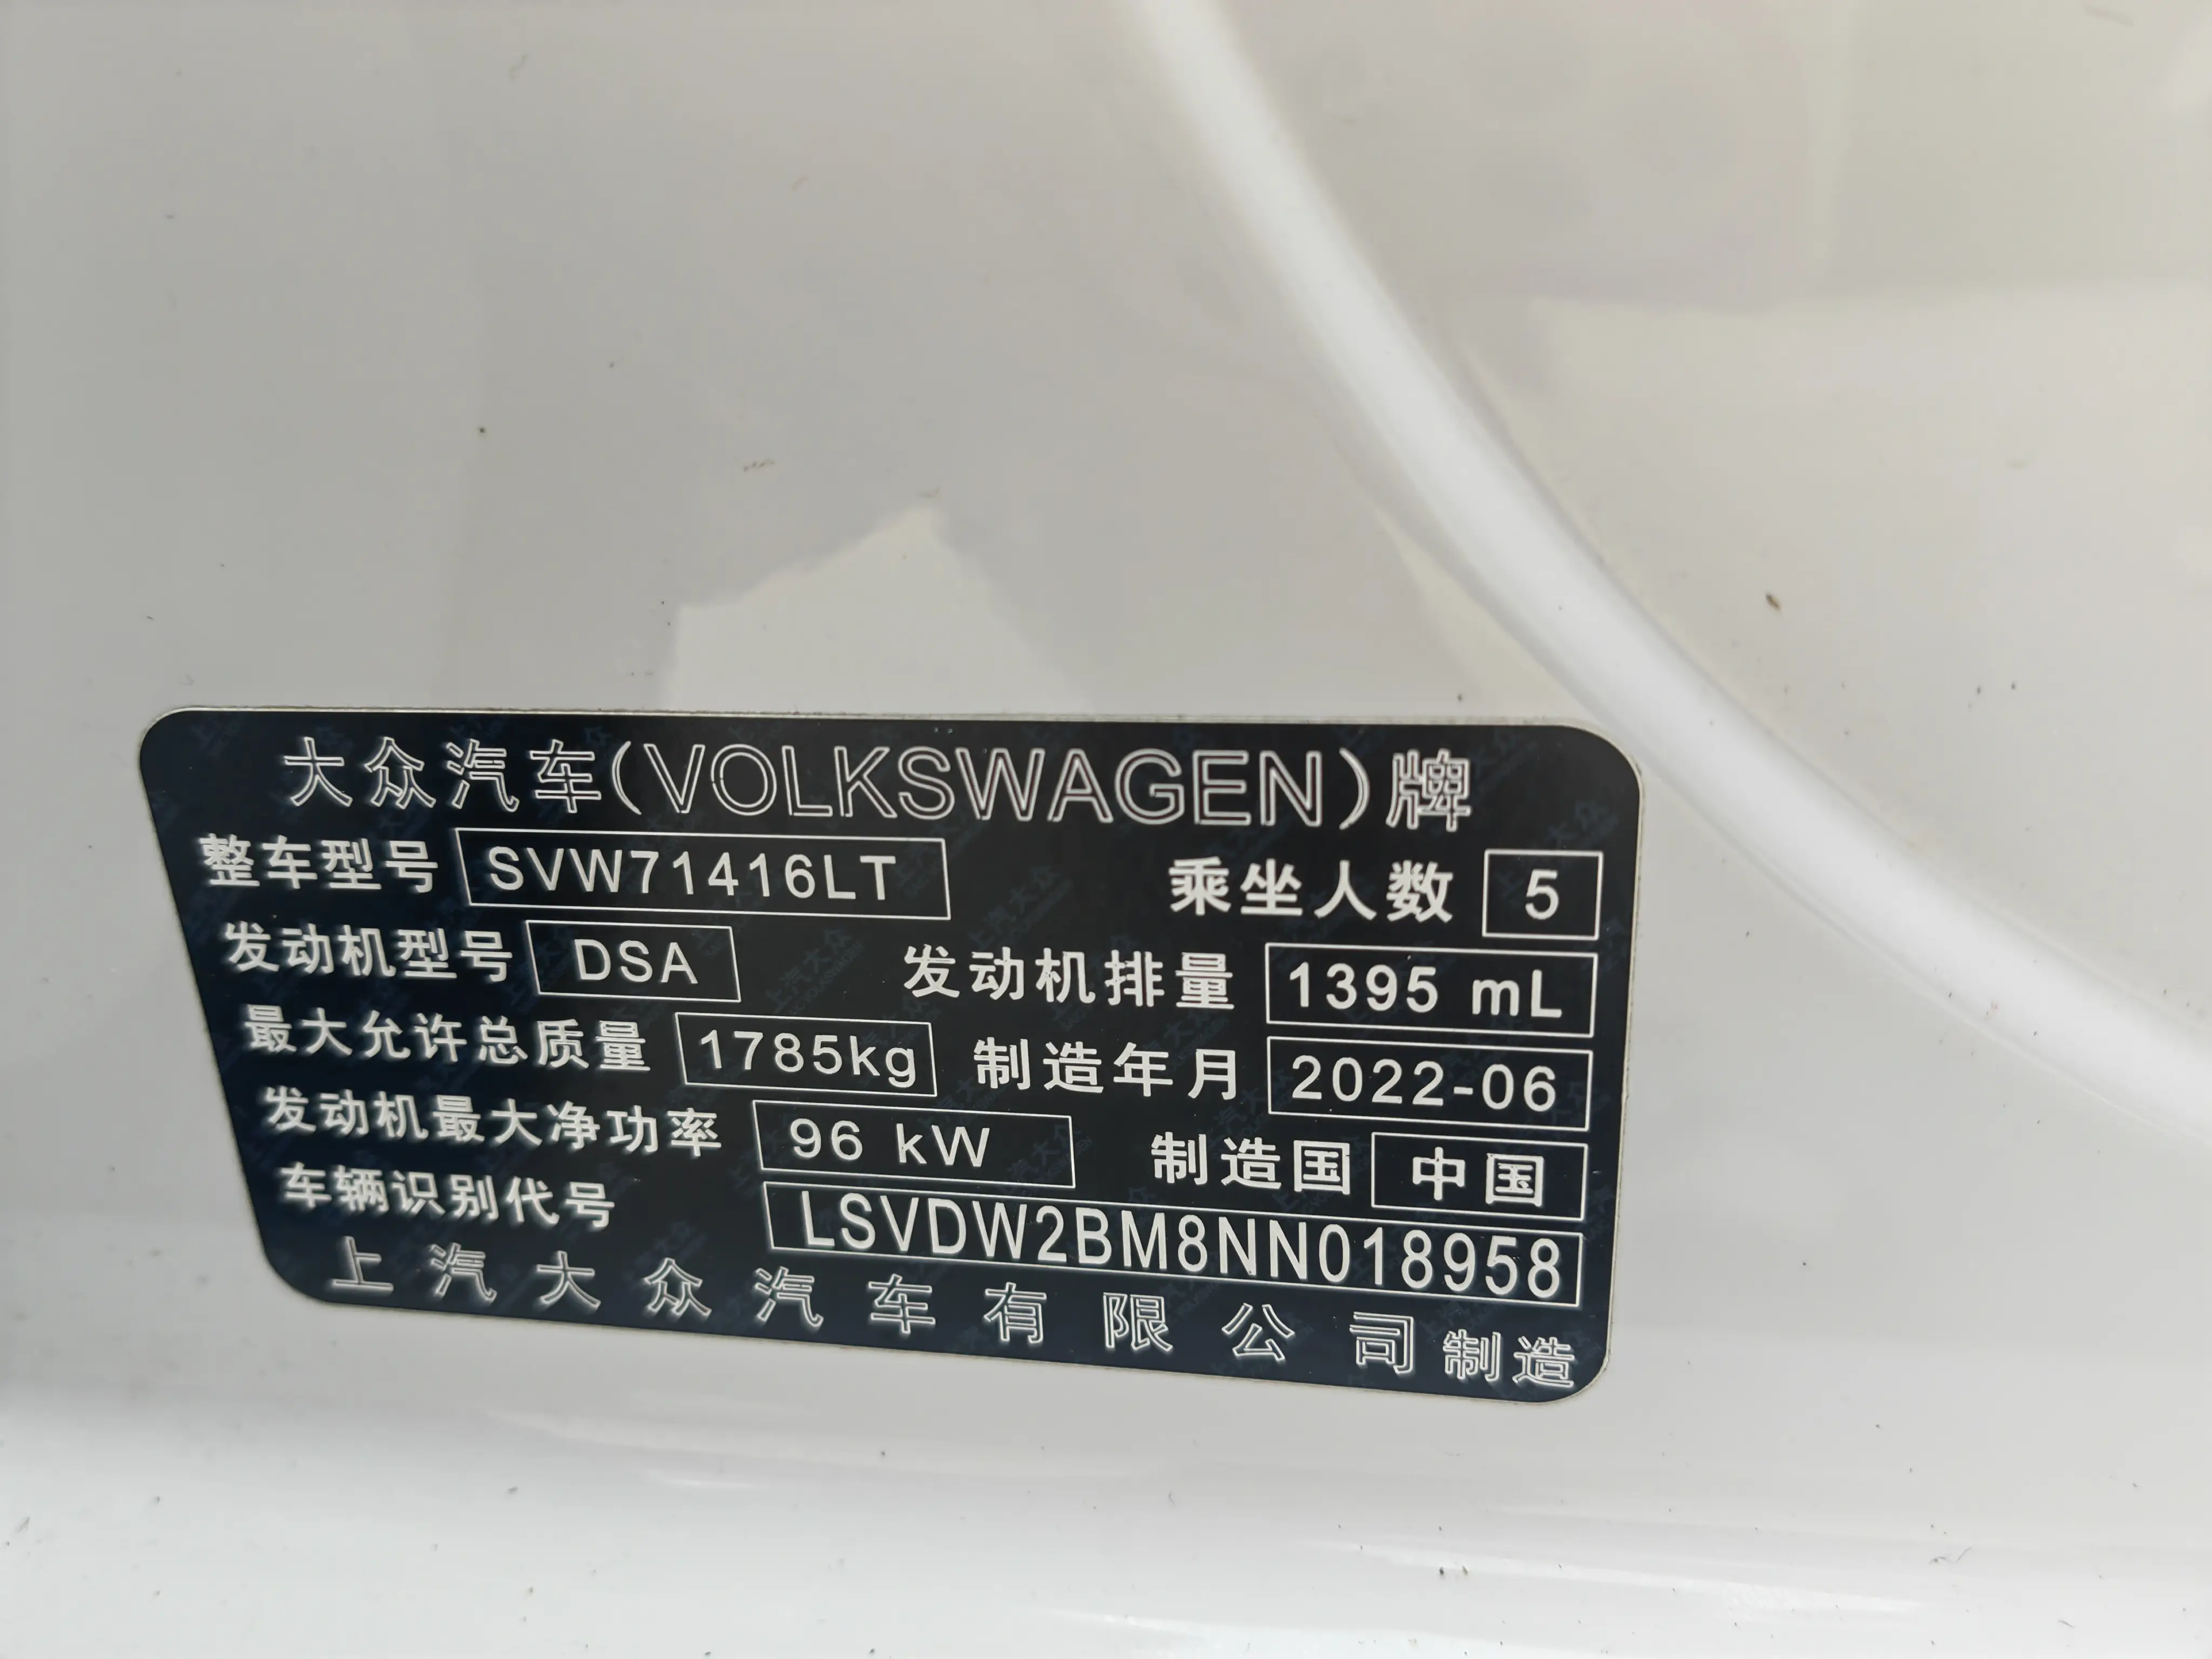 大众汽车(VOLKSWAGEN)牌
整车型号 SVW71416LT 乘坐人数 5
发动机型号 DSA 发动机排量 1395 mL
最大允许总质量 1785kg 制造年月 2022-06
发动机最大净功率 96 kW 制造国 中国
车辆识别代号 LSVDW2BM8NN018958
上汽大众汽车有限公司制造